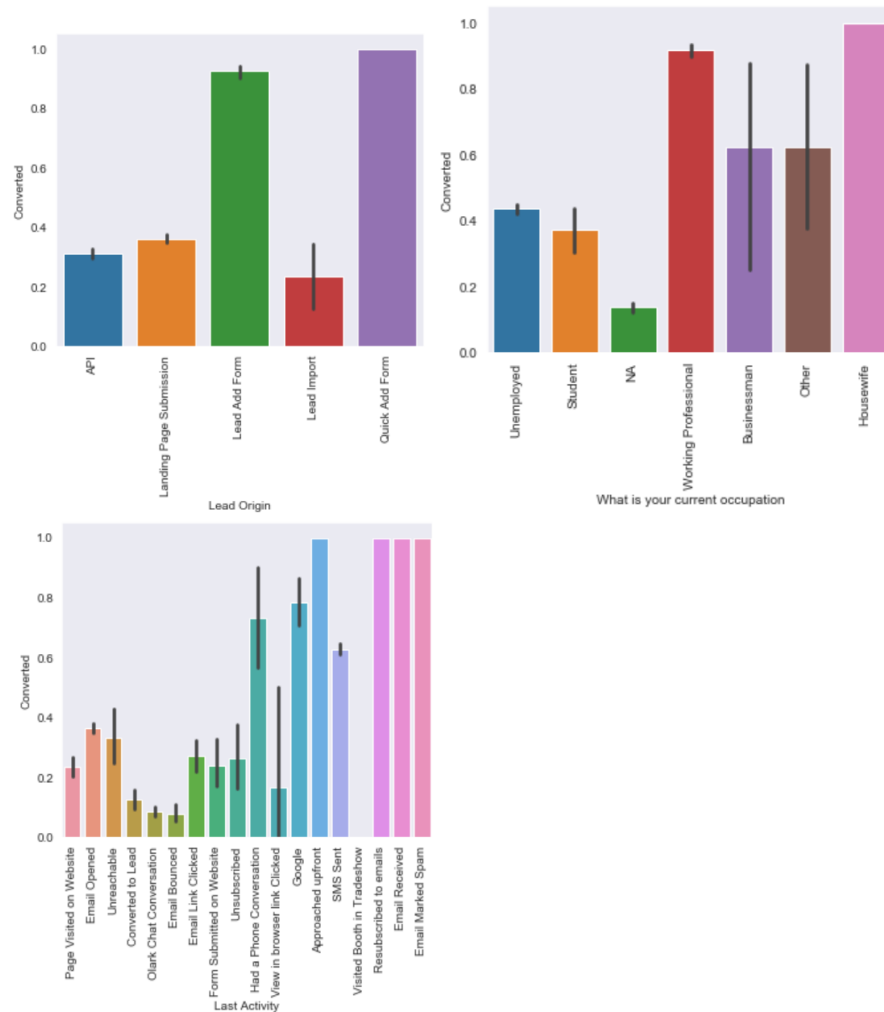 1.0
0.8
0.6
0.4
0.2
0.0
Converted
API
Landing Page Submission
Lead Add Form
Lead Import
Quick Add Form
Lead Origin
1.0
0.8
0.6
0.4
0.2
0.0
Converted
Unemployed
Student
NA
Working Professional
Businessman
Other
Housewife
What is your current occupation
1.0
0.8
0.6
0.4
0.2
0.0
Converted
Page Visited on Website
Email Opened
Unreachable
Converted to Lead
Olark Chat Conversation
Email Bounced
Email Link Clicked
Form Submitted on Website
Unsubscribed
Had a Phone Conversation
View in browser link Clicked
Google
Approached upfront
SMS Sent
Visited Booth in Tradeshow
Resubscribed to emails
Email Received
Email Marked Spam
Last Activity